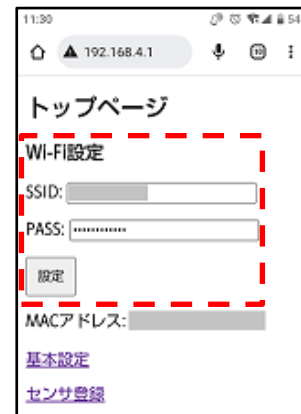 11:30
54
192.168.4.1
10
トップページ
Wi-Fi設定
SSID:
PASS: ············
設定
MACアドレス:
基本設定
センサ登録